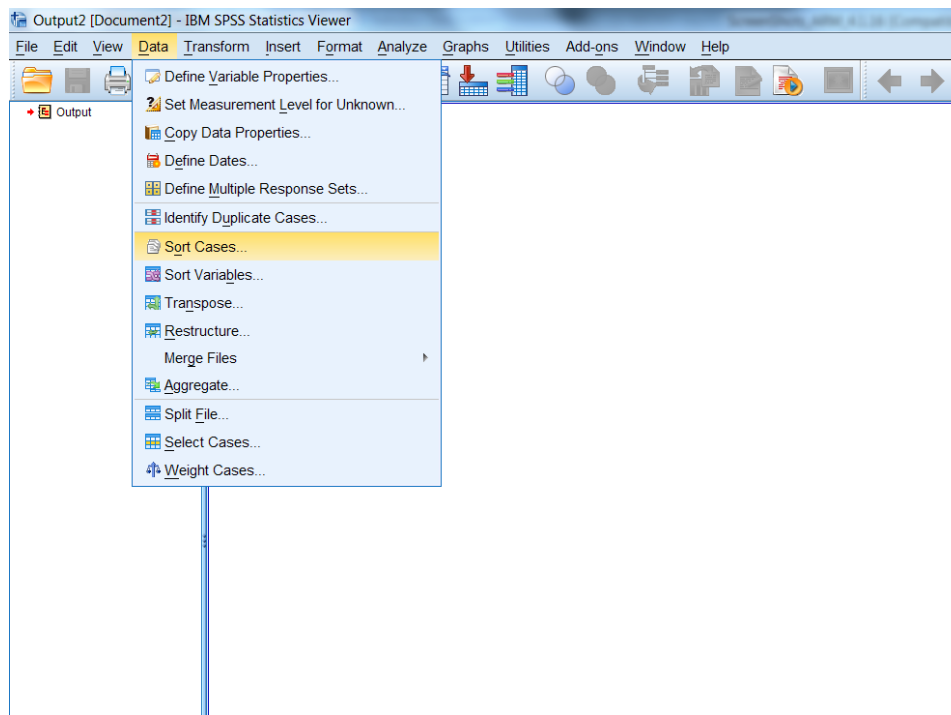 Output2 [Document2] - IBM SPSS Statistics Viewer
File Edit View Data Transform Insert Format Analyze Graphs Utilities Add-ons Window Help
Output
Define Variable Properties...
Set Measurement Level for Unknown...
Copy Data Properties...
Define Dates...
Define Multiple Response Sets...
Identify Duplicate Cases...
Sort Cases...
Sort Variables...
Transpose...
Restructure...
Merge Files
Aggregate...
Split File...
Select Cases...
Weight Cases...